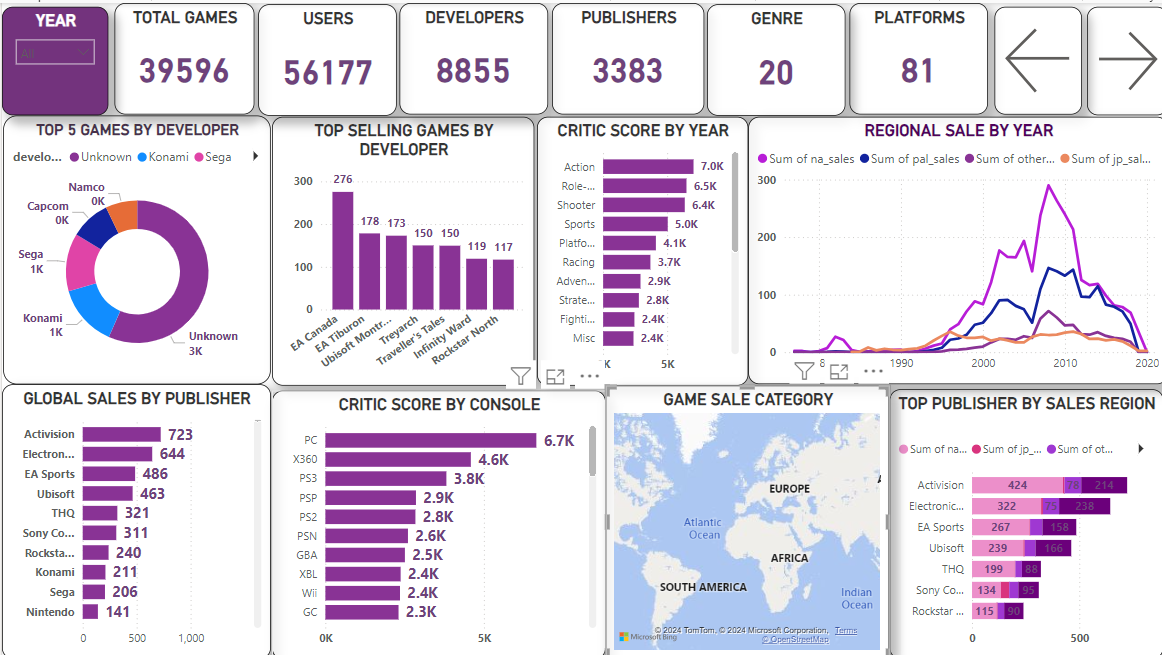 YEAR
All
TOTAL GAMES
39596
USERS
56177
DEVELOPERS
8855
PUBLISHERS
3383
GENRE
20
PLATFORMS
81
TOP 5 GAMES BY DEVELOPER
develo... Unknown Konami Sega
Namco
0K
Capcom
0K
Sega
1K
Konami
1K
Unknown
3K
TOP SELLING GAMES BY
DEVELOPER
300
200
100
0
276
178
173
150
150
119
117
EA Canada
EA Tiburon
Ubisoft Montr...
Treyarch
Traveller's Tales
Infinity Ward
Rockstar North
CRITIC SCORE BY YEAR
Action 7.0K
Role-... 6.5K
Shooter 6.4K
Sports 5.0K
Platfo... 4.1K
Racing 3.7K
Adven... 2.9K
Strate... 2.8K
Fighti... 2.4K
Misc 2.4K
K 5K
REGIONAL SALE BY YEAR
Sum of na_sales Sum of pal_sales Sum of other... Sum of jp_sal...
300
200
100
0
8 1990 2000 2010 2020
GLOBAL SALES BY PUBLISHER
Activision 723
Electron... 644
EA Sports 486
Ubisoft 463
THQ 321
Sony Co... 311
Rocksta... 240
Konami 211
Sega 206
Nintendo 141
0 500 1,000
CRITIC SCORE BY CONSOLE
PC 6.7K
X360 4.6K
PS3 3.8K
PSP 2.9K
PS2 2.8K
PSN 2.6K
GBA 2.5K
XBL 2.4K
Wii 2.4K
GC 2.3K
0K 5K
GAME SALE CATEGORY
EUROPE
Atlantic
Ocean
AFRICA
SOUTH AMERICA
Indian
Ocean
© 2024 TomTom, © 2024 Microsoft Corporation, Terms
Microsoft Bing © OpenStreetMap
TOP PUBLISHER BY SALES REGION
Sum of na... Sum of jp_... Sum of ot...
Activision 424 78 214
Electronic... 322 75 238
EA Sports 267 158
Ubisoft 239 166
THQ 199 88
Sony Co... 134 95
Rockstar ... 115 90
0 500